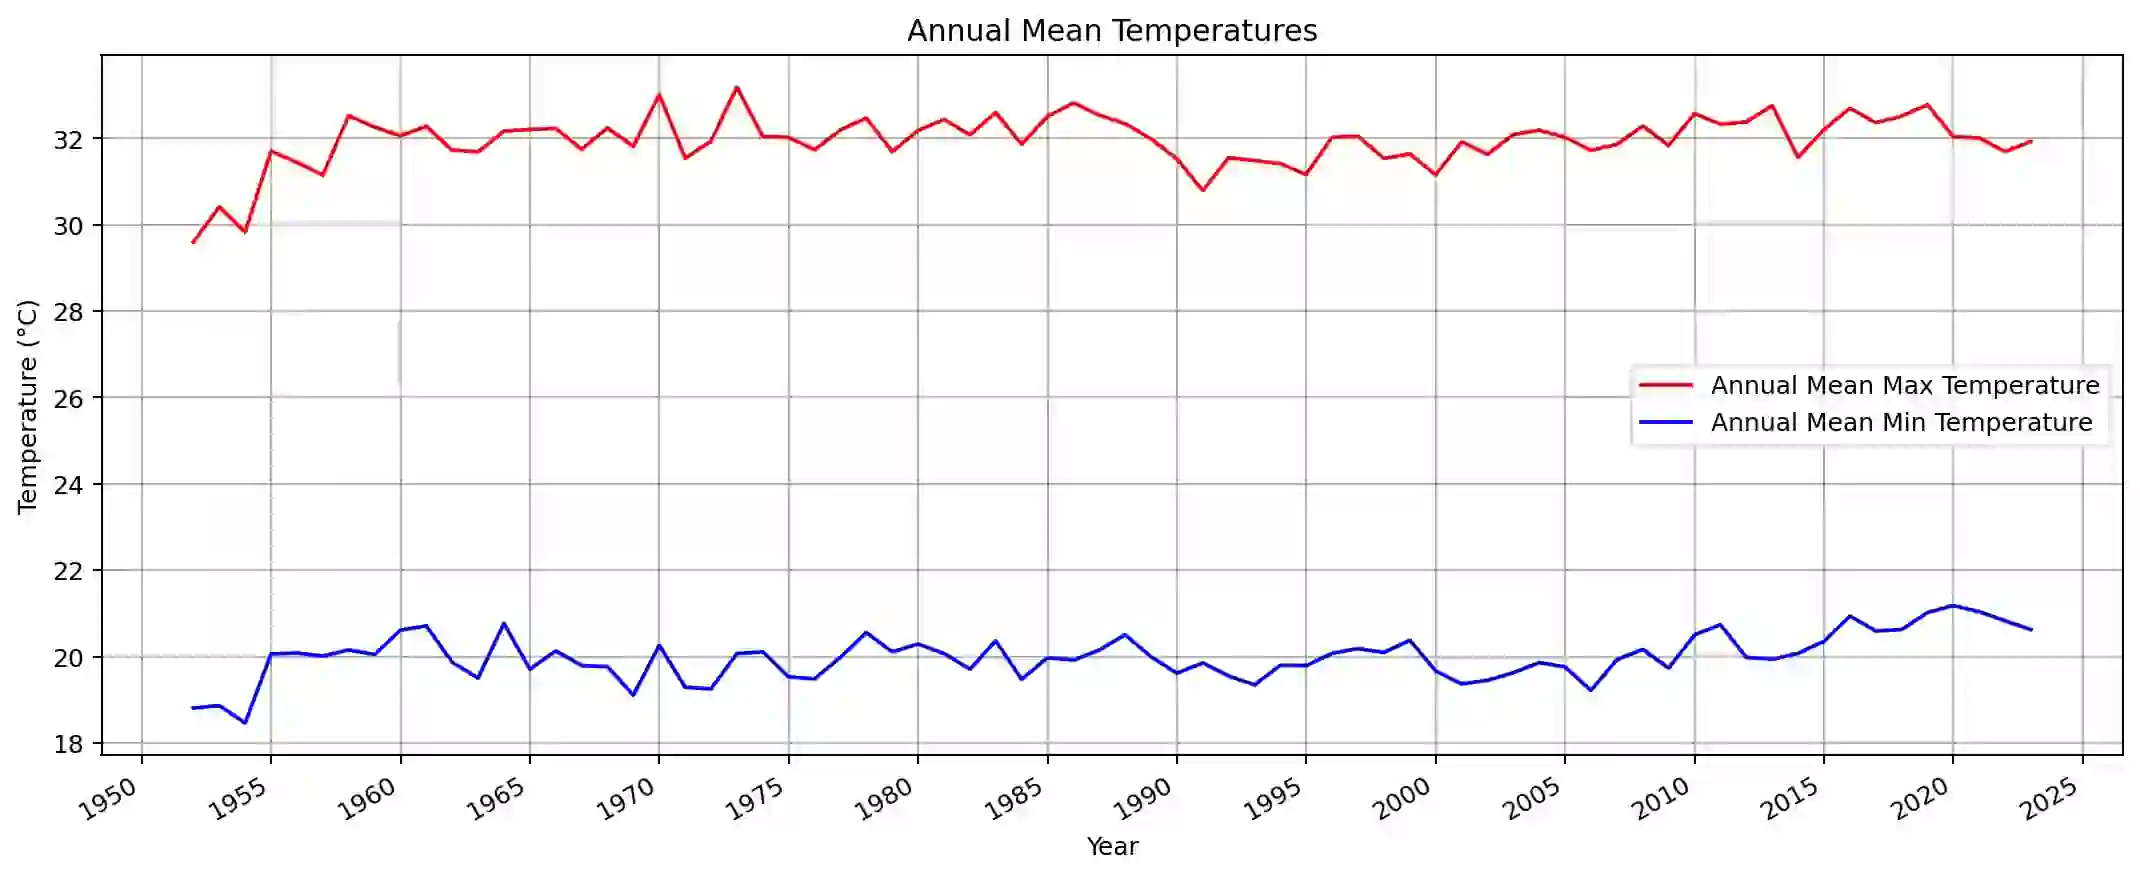 Annual Mean Temperatures
Temperature (°C)
32
30
28
26
24
22
20
18
Annual Mean Max Temperature
Annual Mean Min Temperature
1950 1955 1960 1965 1970 1975 1980 1985 1990 1995 2000 2005 2010 2015 2020 2025
Year